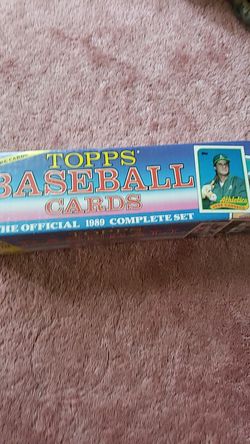 TOPPS
BASEBALL
CARDS
THE OFFICIAL 1989 COMPLETE SET
Athletics